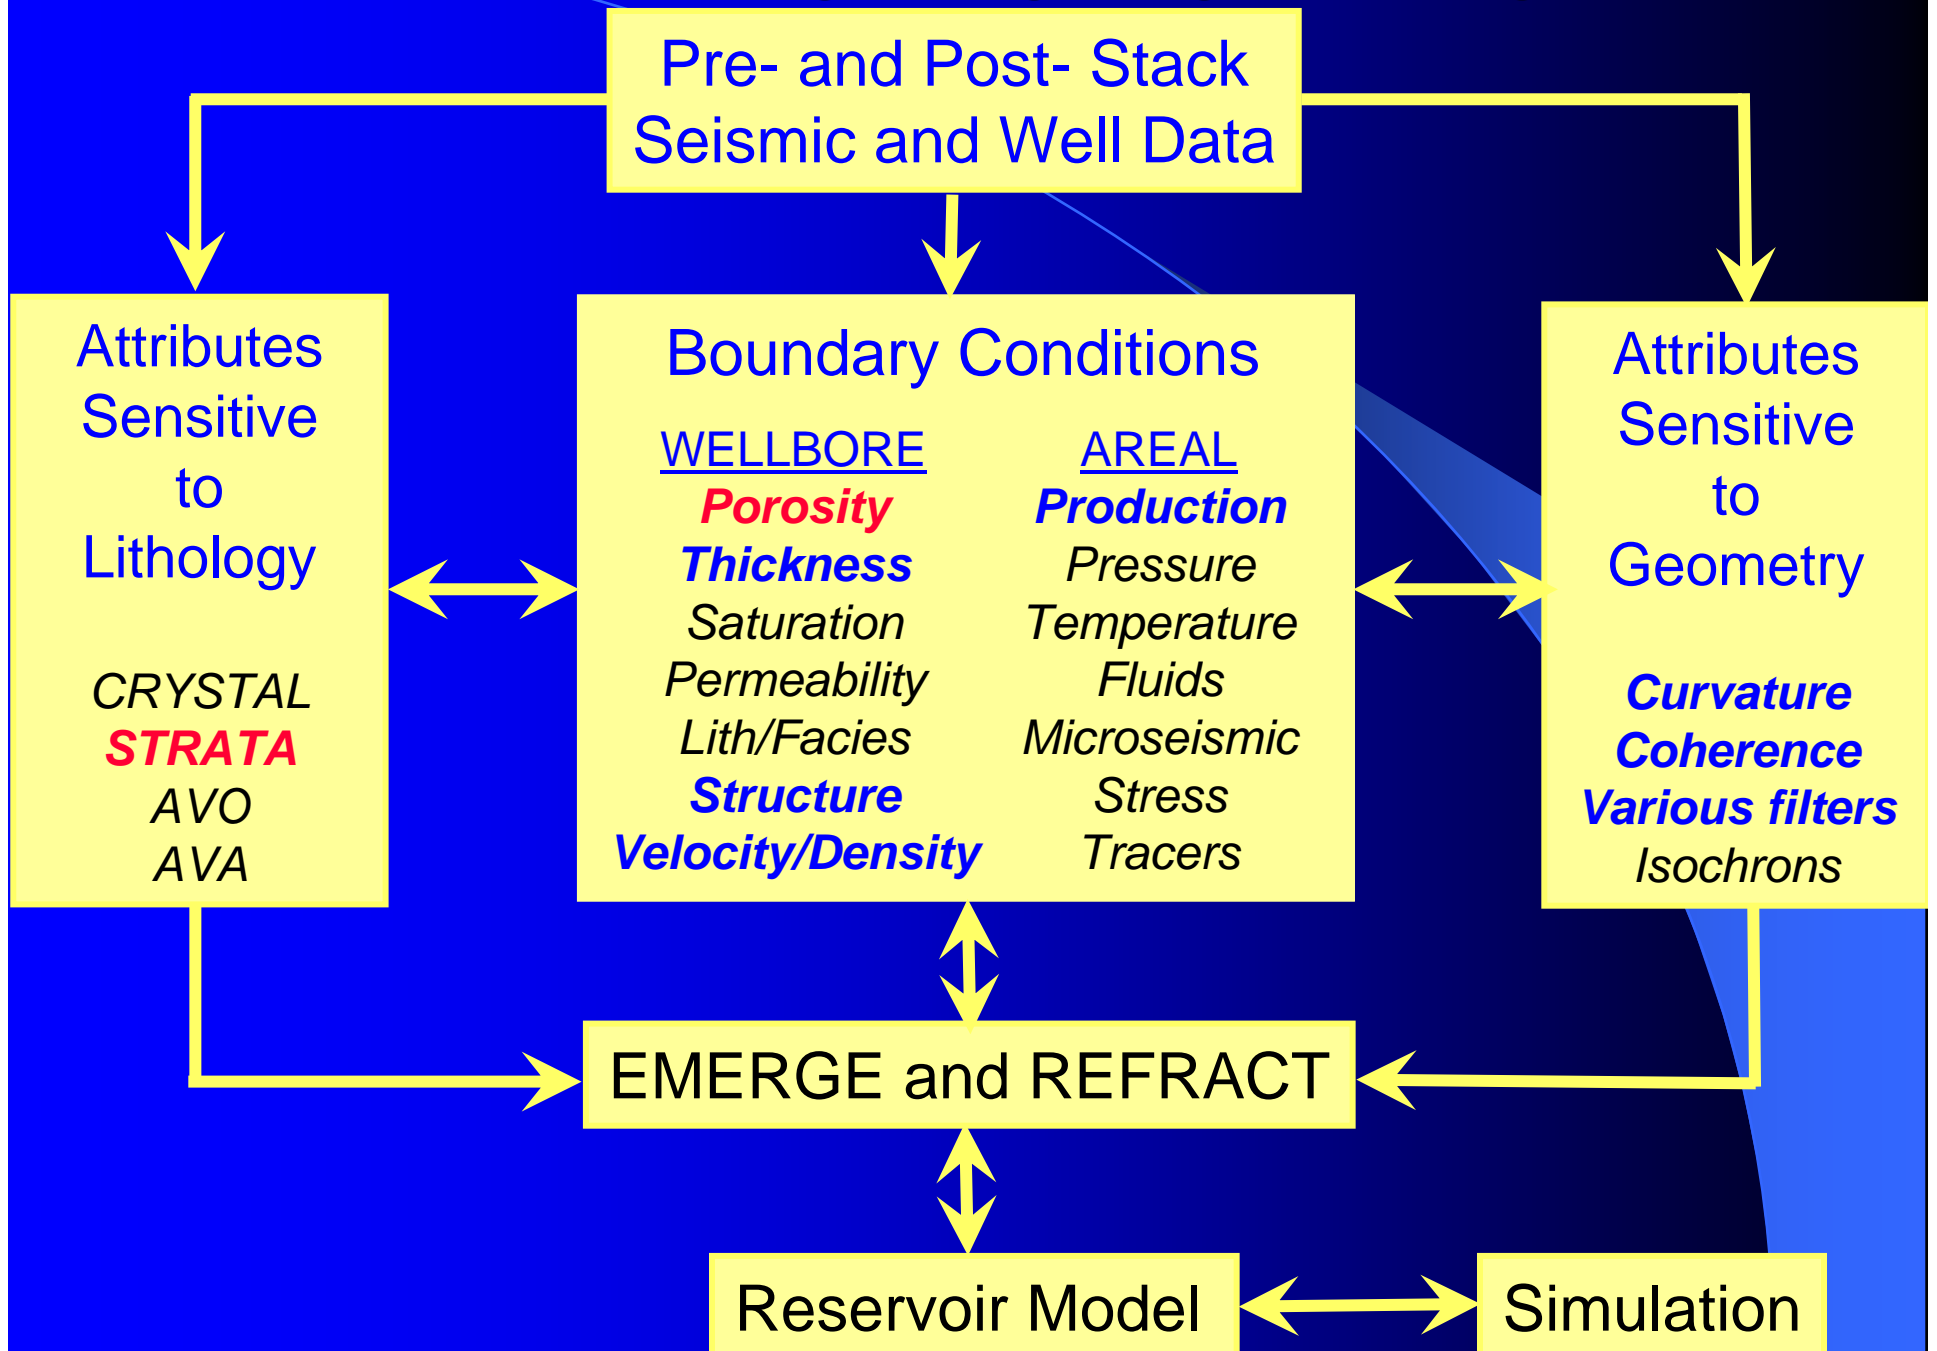 Pre- and Post- Stack
Seismic and Well Data
Attributes
Sensitive
to
Lithology
CRYSTAL
STRATA
AVO
AVA
Boundary Conditions
WELLBORE
Porosity
Thickness
Saturation
Permeability
Lith/Facies
Structure
Velocity/Density
AREAL
Production
Pressure
Temperature
Fluids
Microseismic
Stress
Tracers
Attributes
Sensitive
to
Geometry
Curvature
Coherence
Various filters
Isochrons
EMERGE and REFRACT
Reservoir Model
Simulation